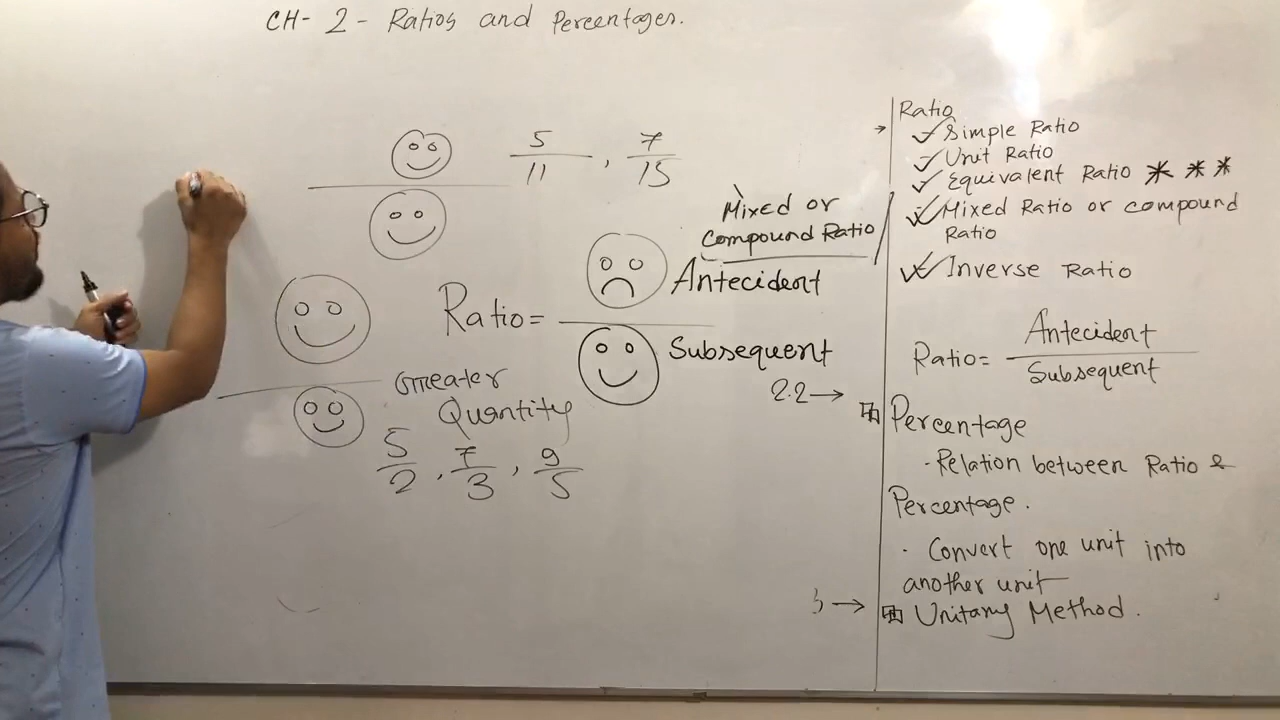 CH- 2 - Ratios and Percentages.
5/11 , 7/15
Mixed or
Compound Ratio
Ratio= Antecident
Subsequent
Greater
Quantity
5/2 , 7/3 , 9/5
Ratio
Simple Ratio
Unit Ratio
Equivalent Ratio * * *
Mixed Ratio or compound
Ratio
Inverse Ratio
Ratio= Antecident
Subsequent
2.2→
Percentage
· Relation between Ratio &
Percentage.
· Convert one unit into
another unit
→ Unitary Method.